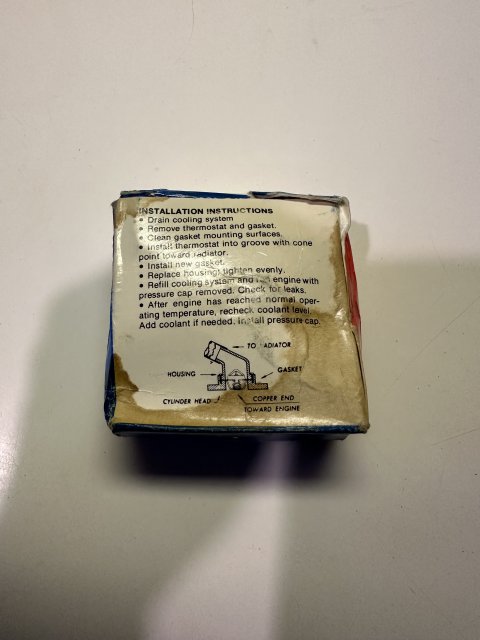 INSTALLATION INSTRUCTIONS
• Drain cooling system
• Remove thermostat and gasket.
• Clean gasket mounting surfaces.
• Install thermostat into groove with cone
point toward radiator.
• Install new gasket.
• Replace housing; tighten evenly.
• Refill cooling system and run engine with
pressure cap removed. Check for leaks.
• After engine has reached normal oper-
ating temperature, recheck coolant level.
Add coolant if needed. Install pressure cap.
TO RADIATOR
HOUSING
GASKET
CYLINDER HEAD
COPPER END
TOWARD ENGINE